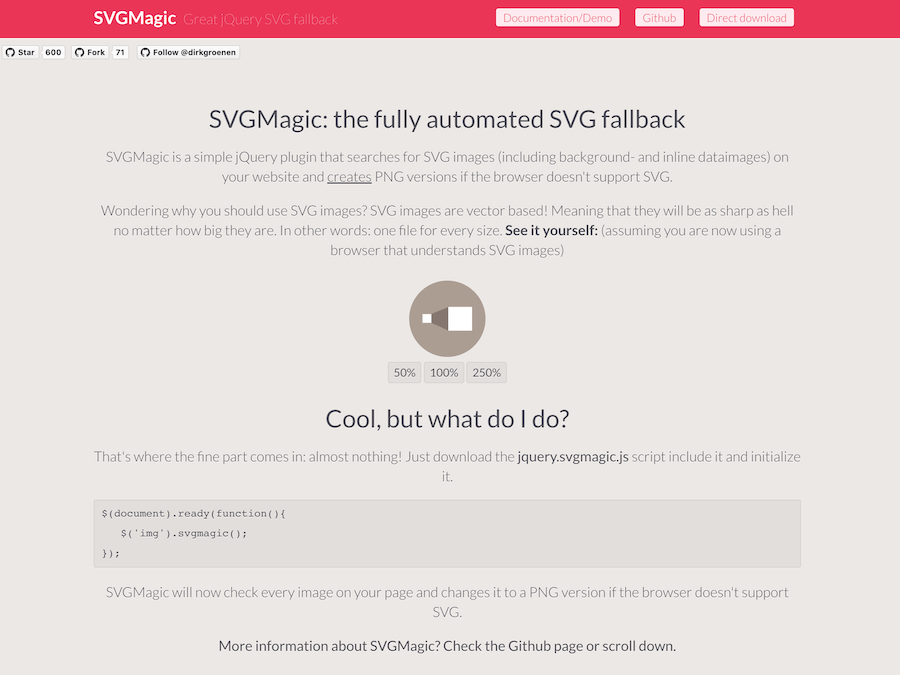 SVGMagic Great jQuery SVG fallback Documentation/Demo Github Direct download
Star 600 Fork 71 Follow @dirkgroenen
SVGMagic: the fully automated SVG fallback
SVGMagic is a simple jQuery plugin that searches for SVG images (including background- and inline dataimages) on
your website and creates PNG versions if the browser doesn't support SVG.
Wondering why you should use SVG images? SVG images are vector based! Meaning that they will be as sharp as hell
no matter how big they are. In other words: one file for every size. See it yourself: (assuming you are now using a
browser that understands SVG images)
50% 100% 250%
Cool, but what do I do?
That's where the fine part comes in: almost nothing! Just download the jquery.svgmagic.js script include it and initialize
it.
$(document).ready(function(){
$('img').svgmagic();
});
SVGMagic will now check every image on your page and changes it to a PNG version if the browser doesn't support
SVG.
More information about SVGMagic? Check the Github page or scroll down.